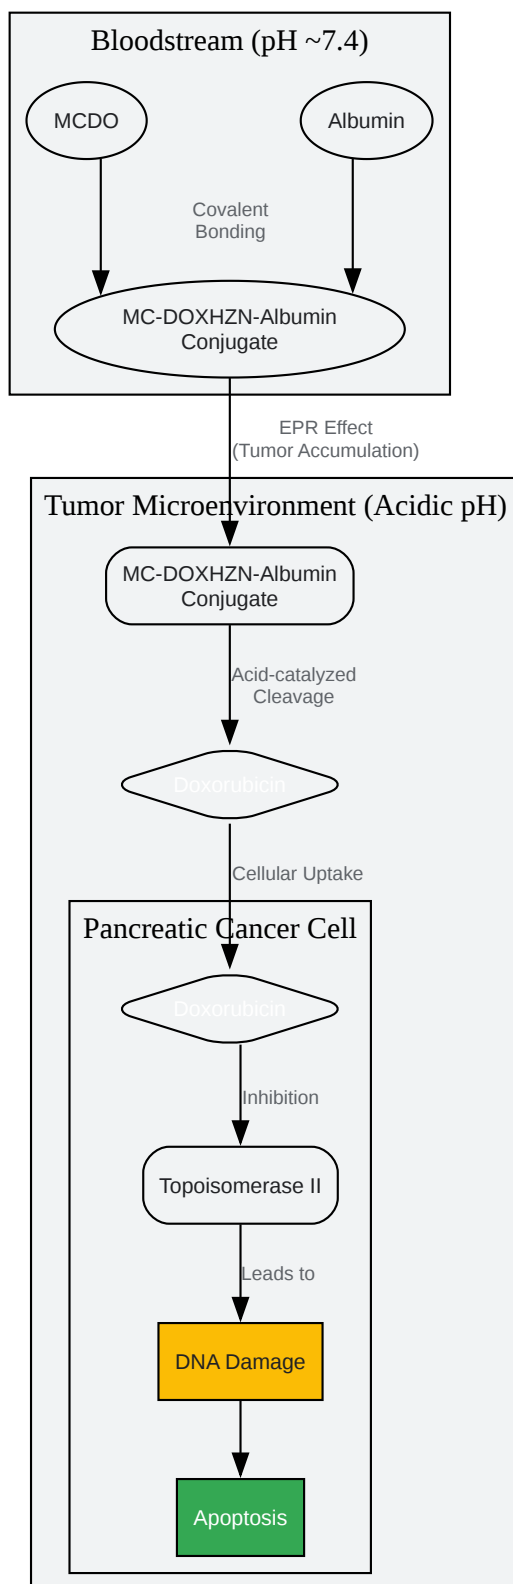 Bloodstream (pH ~7.4)
MCDO
Albumin
Covalent
Bonding
MC-DOXHZN-Albumin
Conjugate
EPR Effect
(Tumor Accumulation)
Tumor Microenvironment (Acidic pH)
MC-DOXHZN-Albumin
Conjugate
Acid-catalyzed
Cleavage
Doxorubicin
Cellular Uptake
Pancreatic Cancer Cell
Doxorubicin
Inhibition
Topoisomerase II
Leads to
DNA Damage
Apoptosis